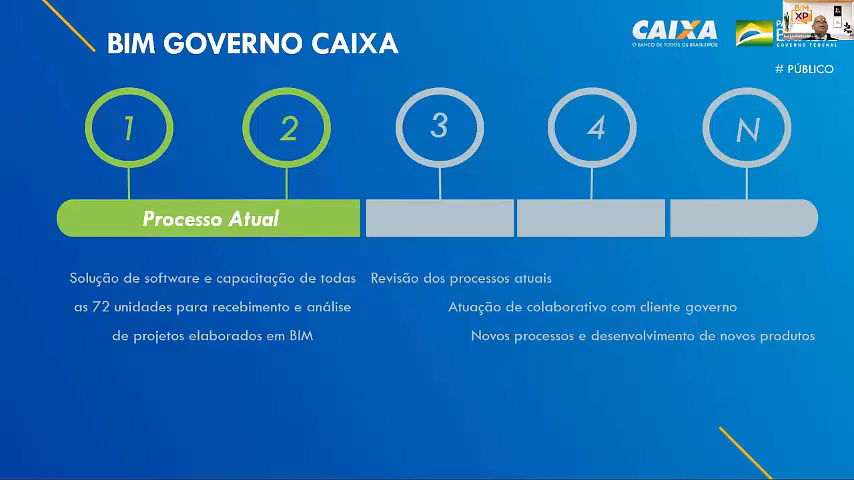 BIM GOVERNO CAIXA
CAIXA
O BANCO DE TODOS OS BRASILEIROS
GOVERNO FEDERAL
BIM
XP
# PÚBLICO
1
2
3
4
N
Processo Atual
Solução de software e capacitação de todas
as 72 unidades para recebimento e análise
de projetos elaborados em BIM
Revisão dos processos atuais
Atuação de colaborativo com cliente governo
Novos processos e desenvolvimento de novos produtos